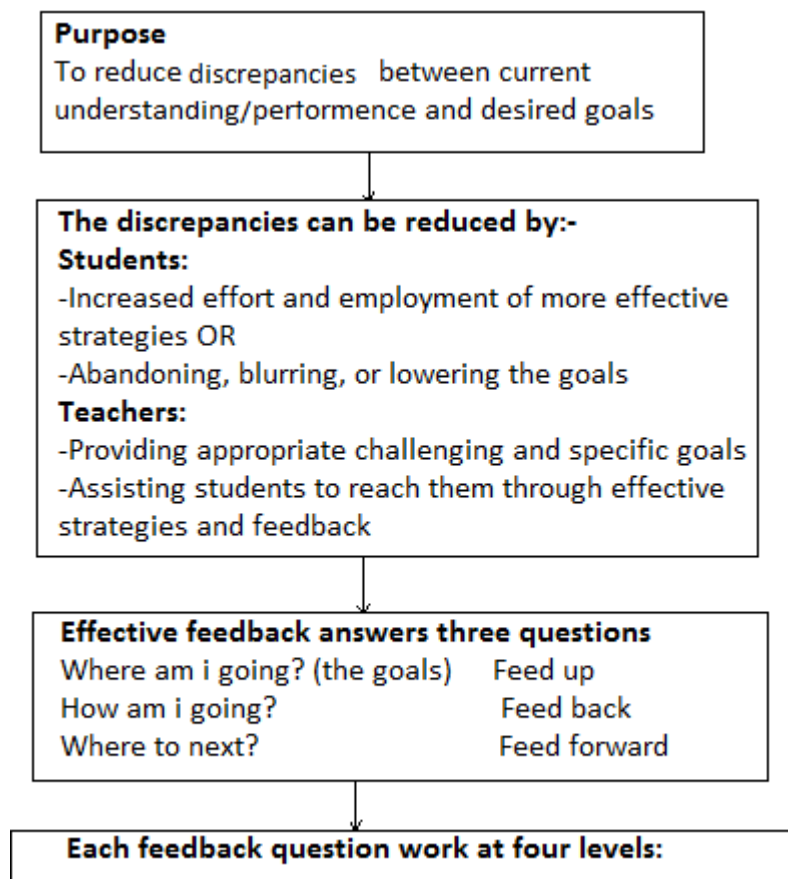 Purpose
To reduce discrepancies between current
understanding/performence and desired goals
The discrepancies can be reduced by:-
Students:
-Increased effort and employment of more effective
strategies OR
-Abandoning, blurring, or lowering the goals
Teachers:
-Providing appropriate challenging and specific goals
-Assisting students to reach them through effective
strategies and feedback
Effective feedback answers three questions
Where am i going? (the goals) Feed up
How am i going? Feed back
Where to next? Feed forward
Each feedback question work at four levels: